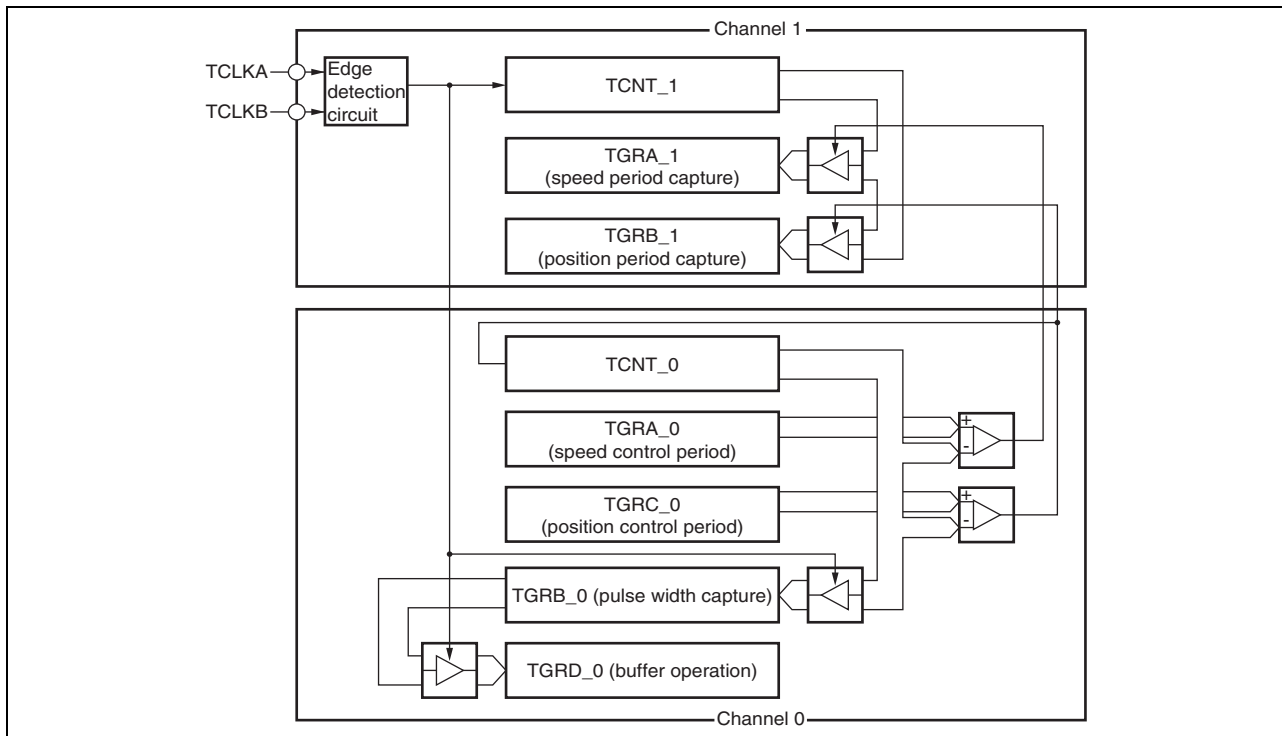 Channel 1
TCLKA
TCLKB
Edge
detection
circuit
TCNT_1
TGRA_1
(speed period capture)
TGRB_1
(position period capture)
TCNT_0
TGRA_0
(speed control period)
+
-
TGRC_0
(position control period)
+
-
TGRB_0 (pulse width capture)
TGRD_0 (buffer operation)
Channel 0